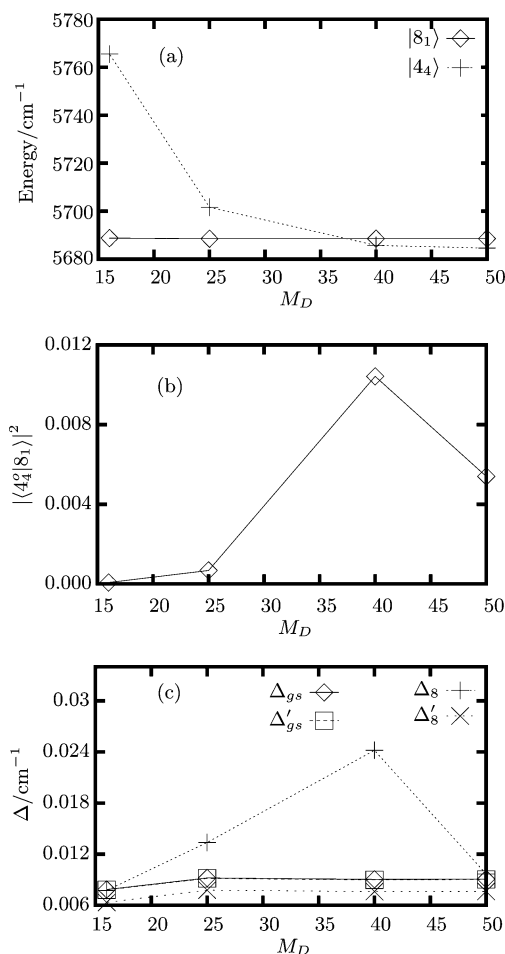 5780
5760
5740
5720
5700
5680
Energy/cm⁻¹
(a)
|8₁⟩
|4₄⟩
15 20 25 30 35 40 45 50
M_D
0.012
0.008
0.004
0.000
|⟨4₄ᵒ|8₁⟩|²
(b)
15 20 25 30 35 40 45 50
M_D
0.03
0.024
0.018
0.012
0.006
Δ/cm⁻¹
(c)
Δ_gs Δ₈
Δ′_gs Δ′₈
15 20 25 30 35 40 45 50
M_D